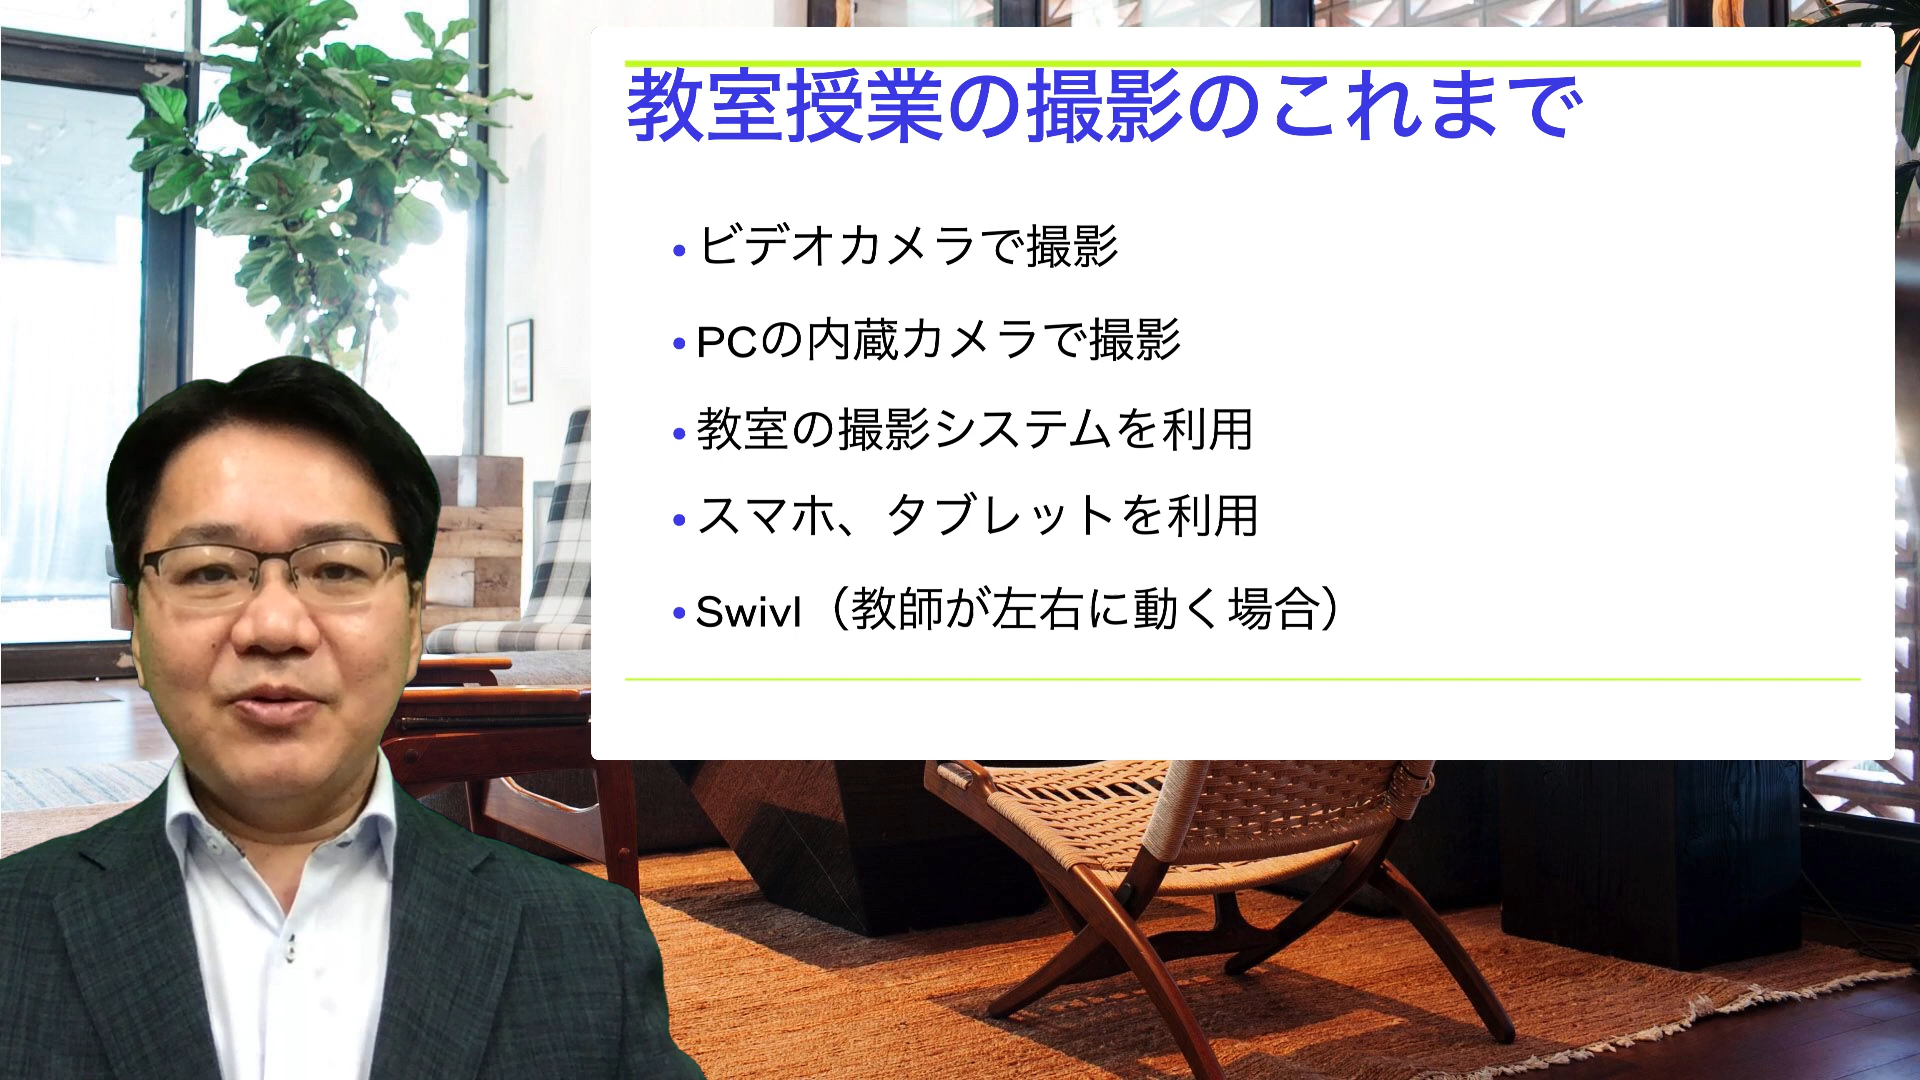 教室授業の撮影のこれまで
•ビデオカメラで撮影
•PCの内蔵カメラで撮影
•教室の撮影システムを利用
•スマホ、タブレットを利用
•Swivl（教師が左右に動く場合）